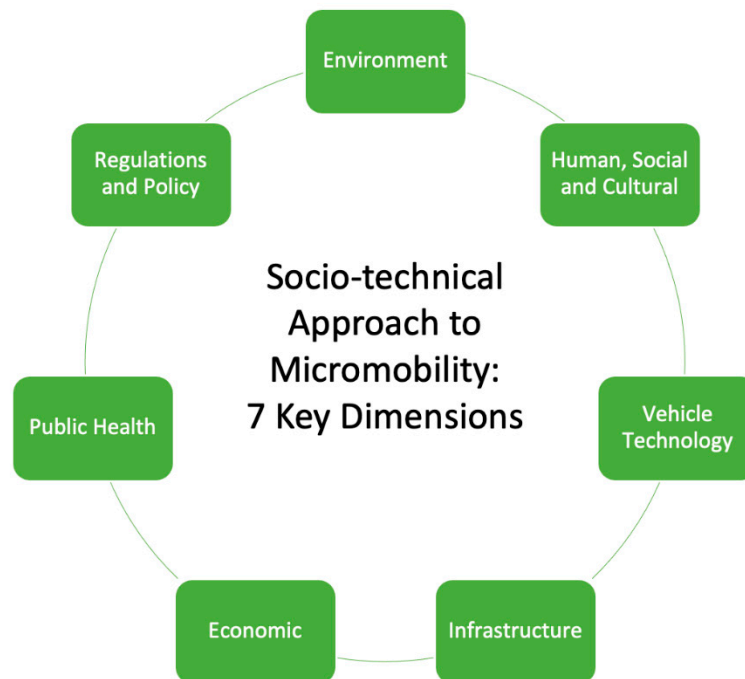 Environment
Human, Social
and Cultural
Vehicle
Technology
Infrastructure
Economic
Public Health
Regulations
and Policy
Socio-technical
Approach to
Micromobility:
7 Key Dimensions